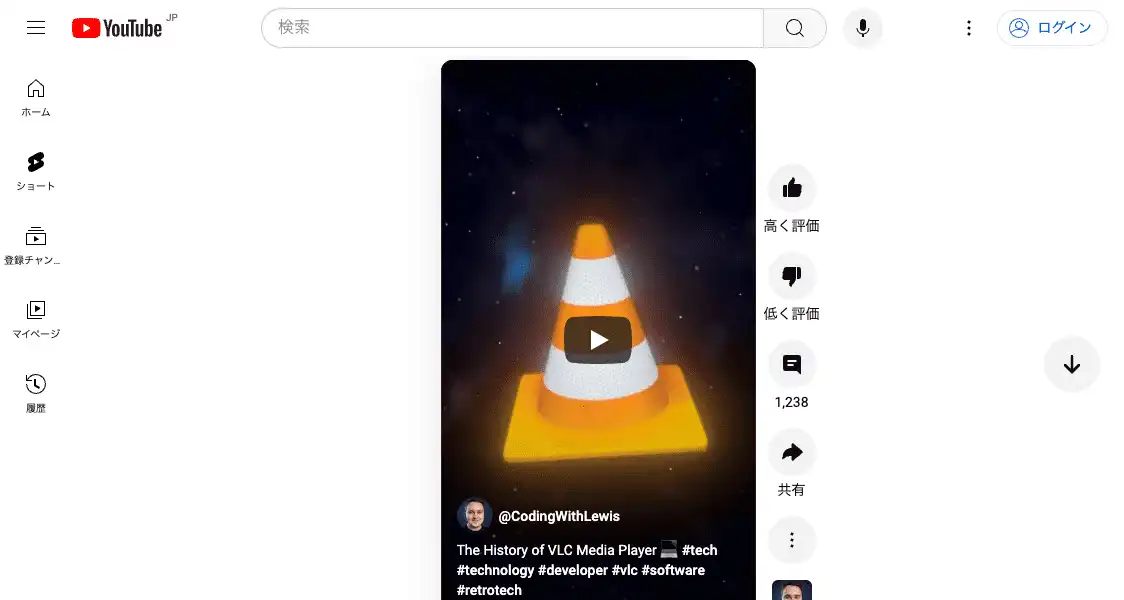 YouTube JP
検索
ログイン
ホーム
ショート
登録チャン...
マイページ
履歴
高く評価
低く評価
1,238
共有
@CodingWithLewis
The History of VLC Media Player 💻 #tech
#technology #developer #vlc #software
#retrotech